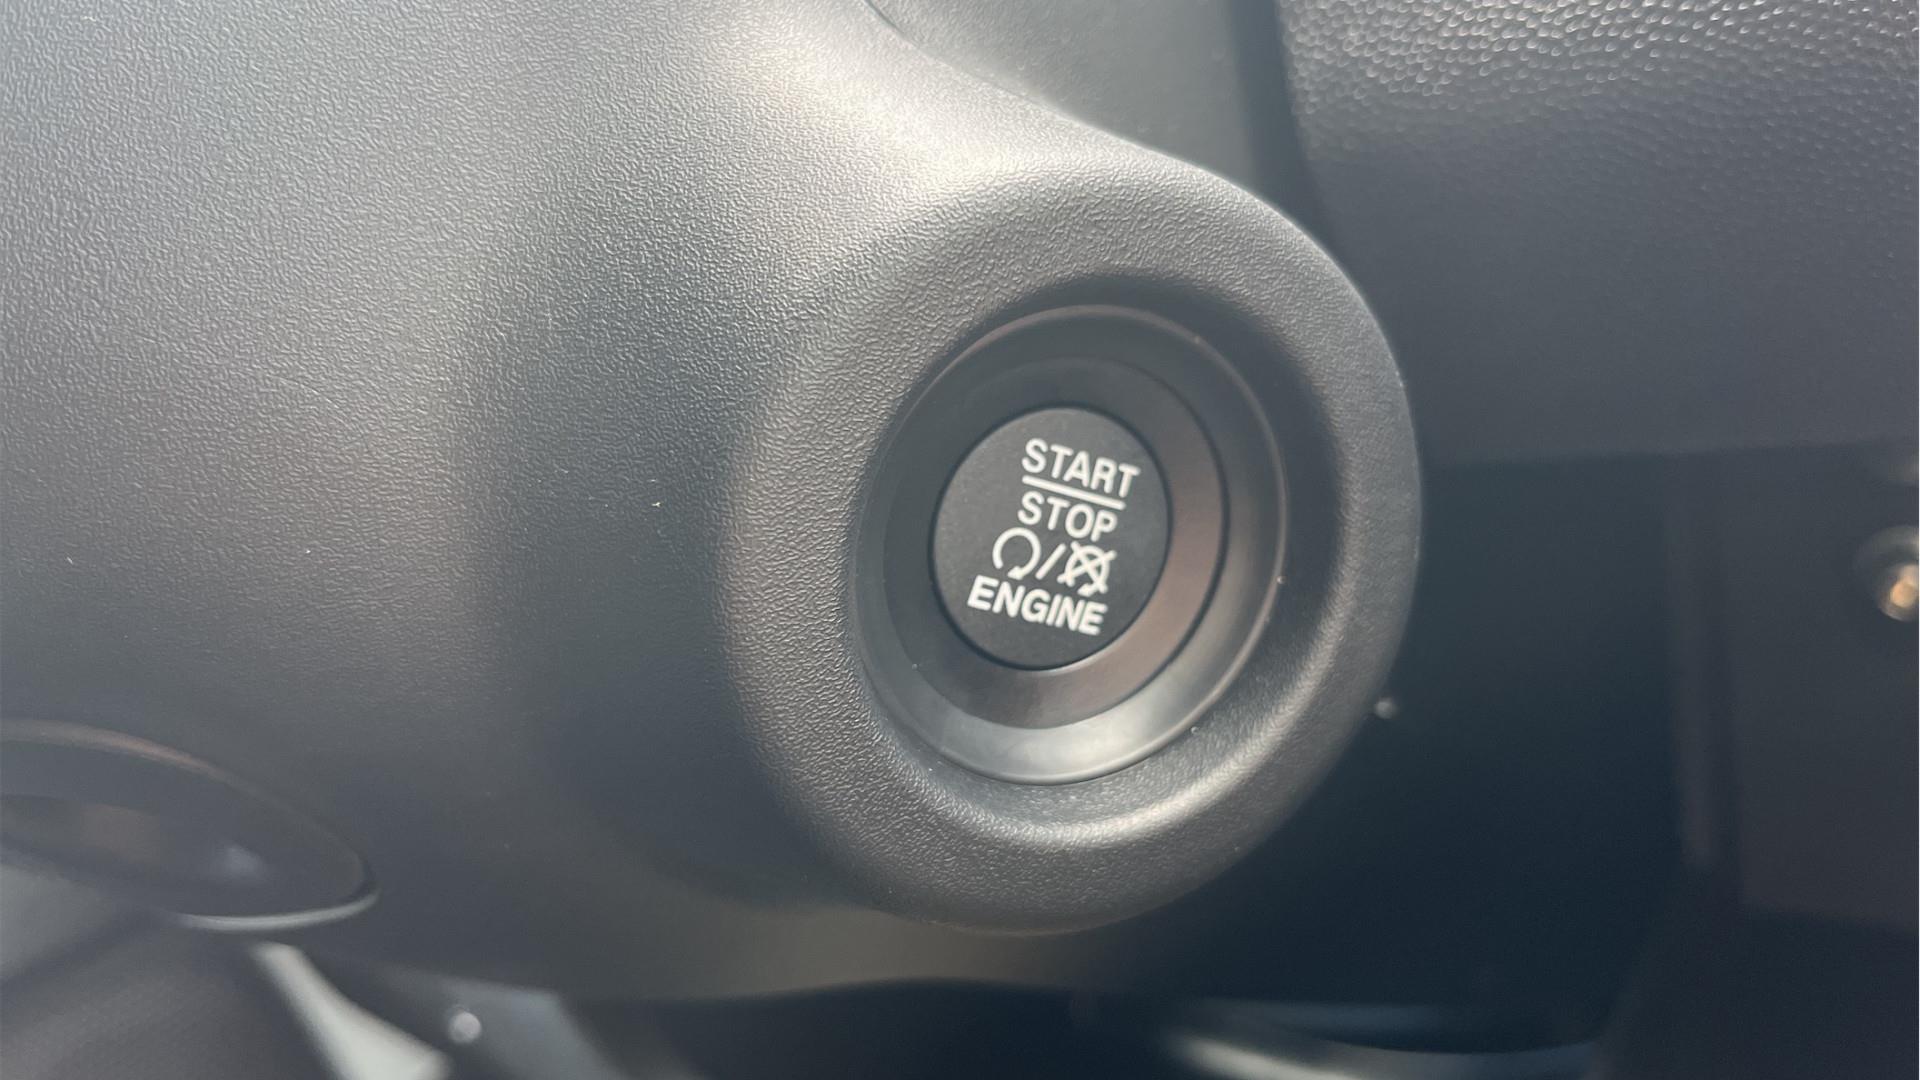 START
STOP
/
ENGINE